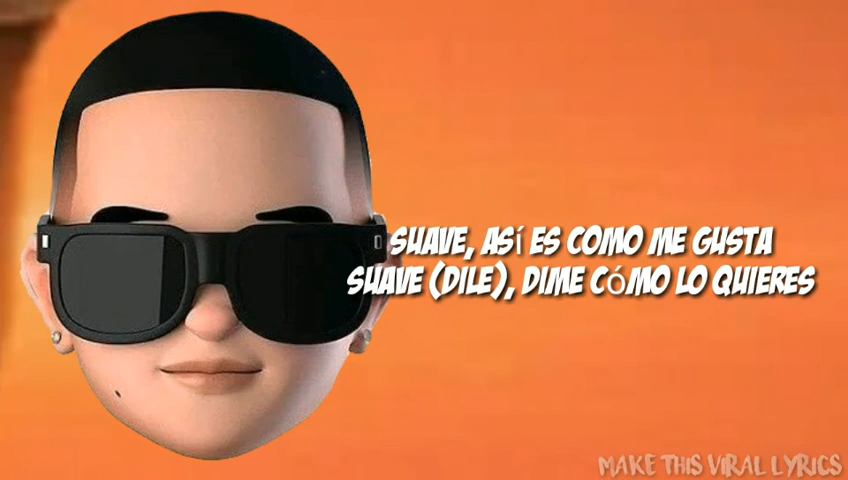 SUAVE, ASÍ ES COMO ME GUSTA
SUAVE (DILE), DIME CÓMO LO QUIERES
MAKE THIS VIRAL LYRICS